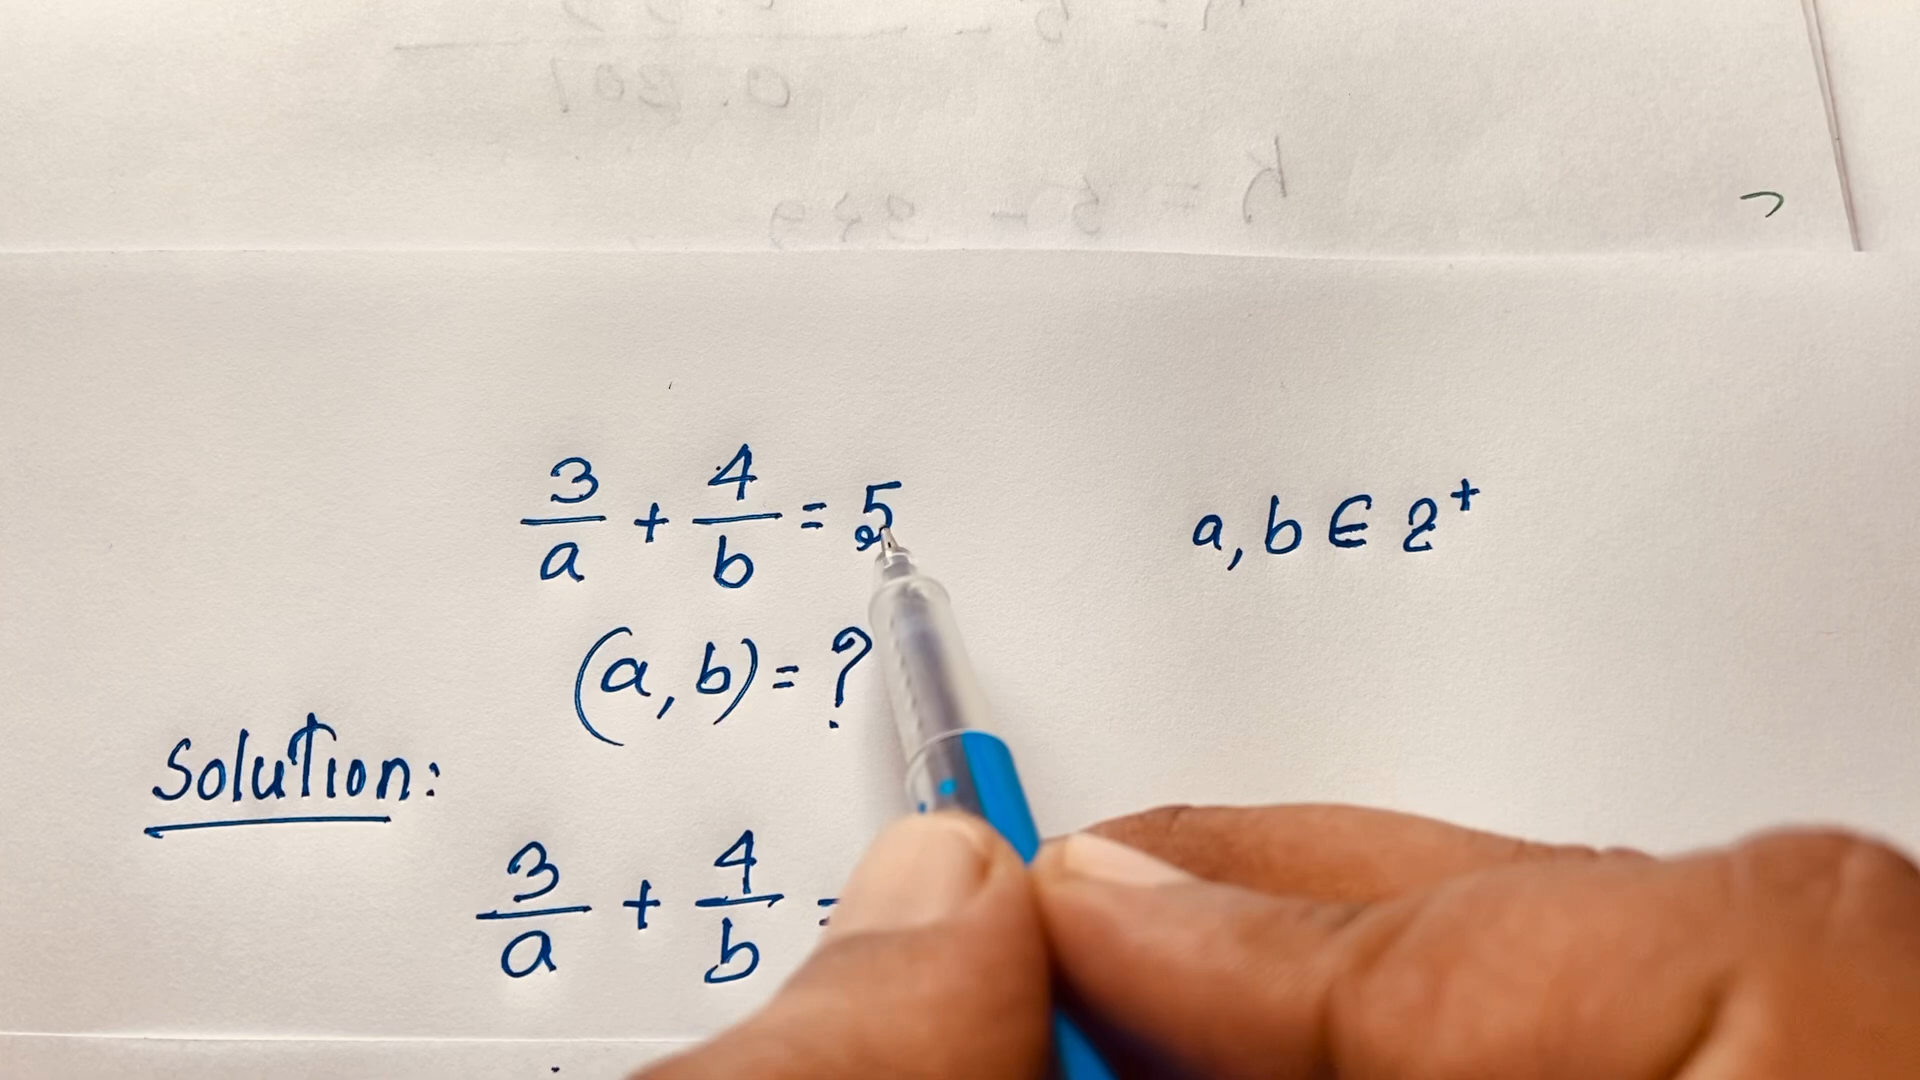 3/a + 4/b = 5
a, b ∈ Z⁺
(a, b) = ?
Solution:
3/a + 4/b =